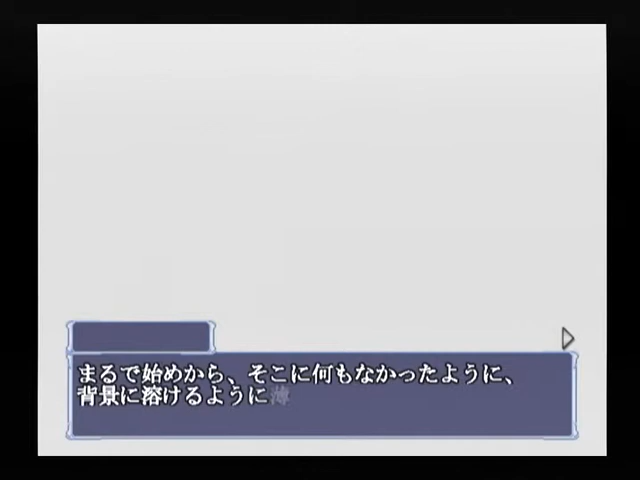 まるで始めから、そこに何もなかったように、
背景に溶けるように薄